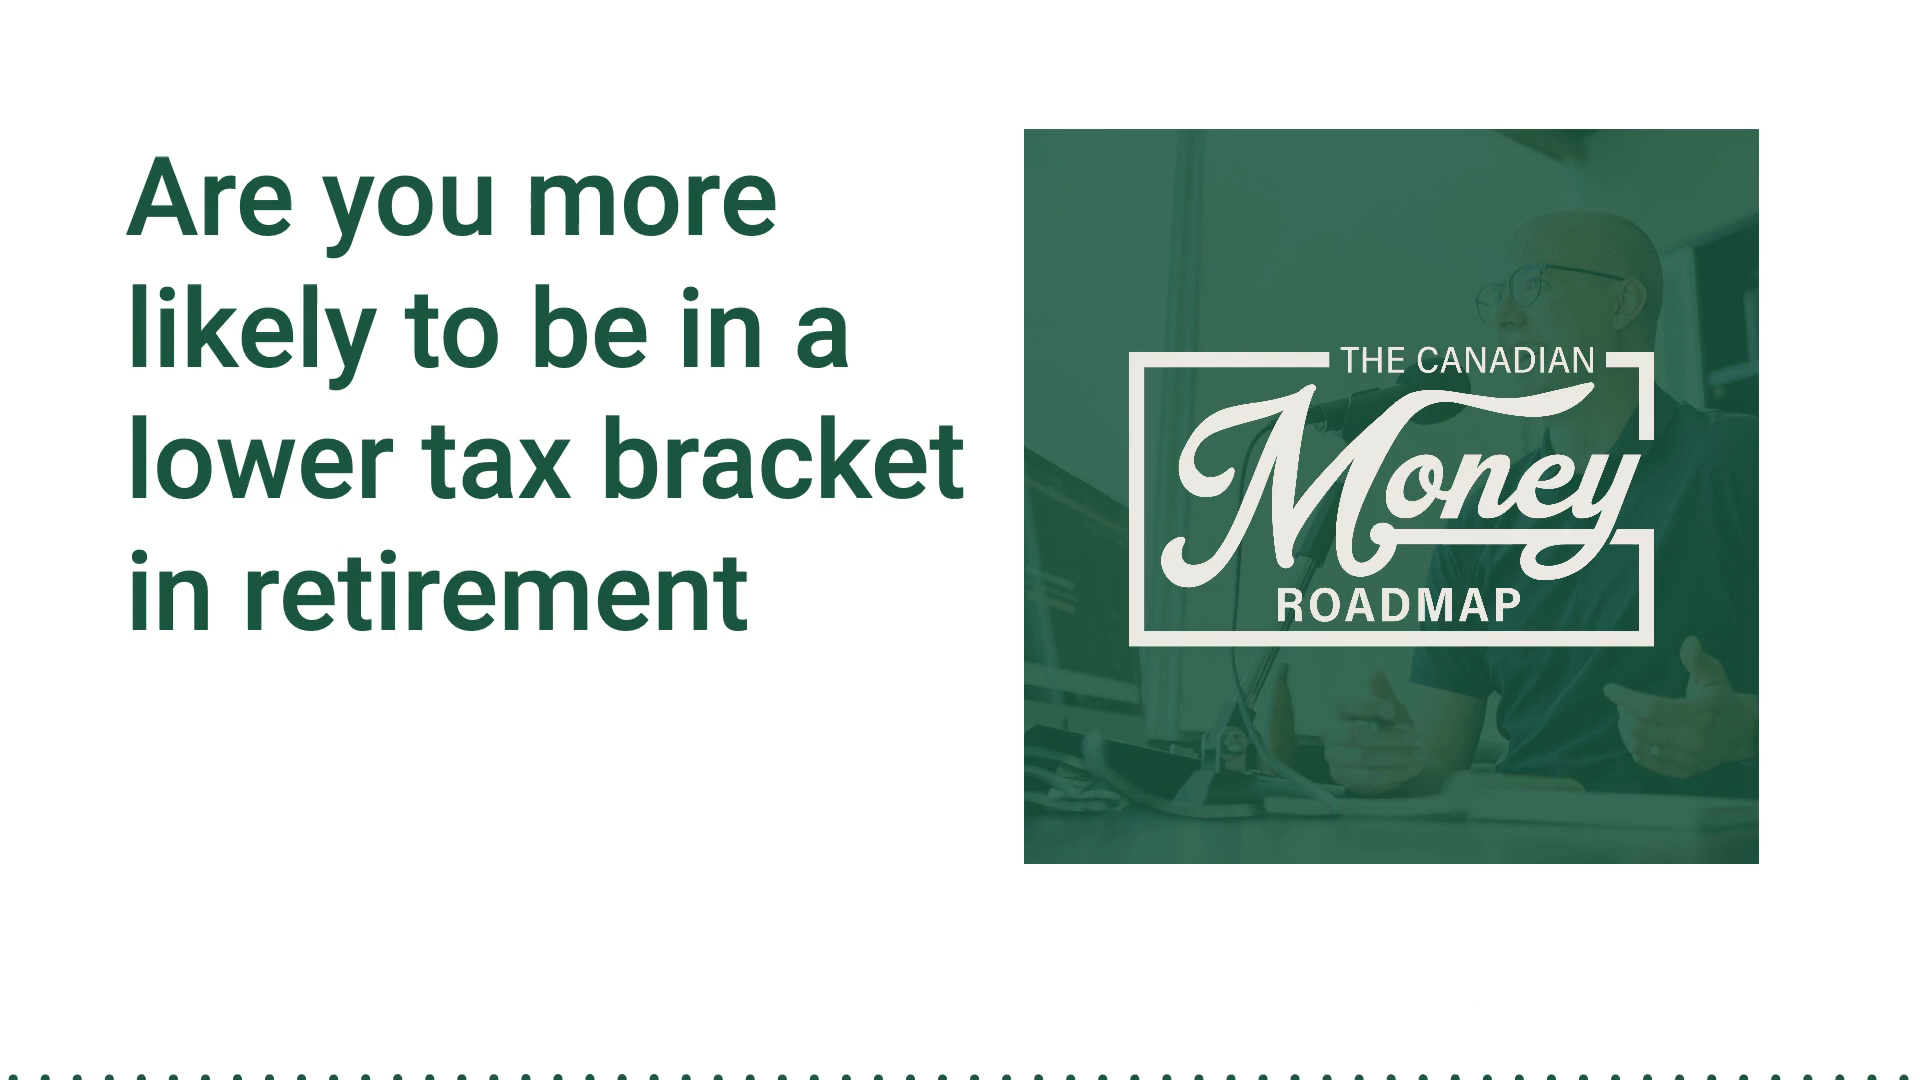 Are you more
likely to be in a
lower tax bracket
in retirement
THE CANADIAN
Money
ROADMAP